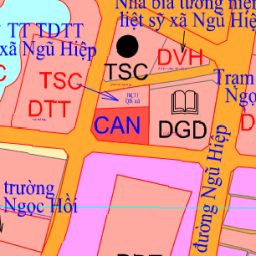 Nhà bia tưởng niệm
liệt sỹ xã Ngũ Hiệp
TT TDTT
xã Ngũ Hiệp
DVH
TSC
TSC
C
Trạm
Ngọ
DTT
CAN
DGD
D
đường Ngũ Hiệp
trường
Ngọc Hồi